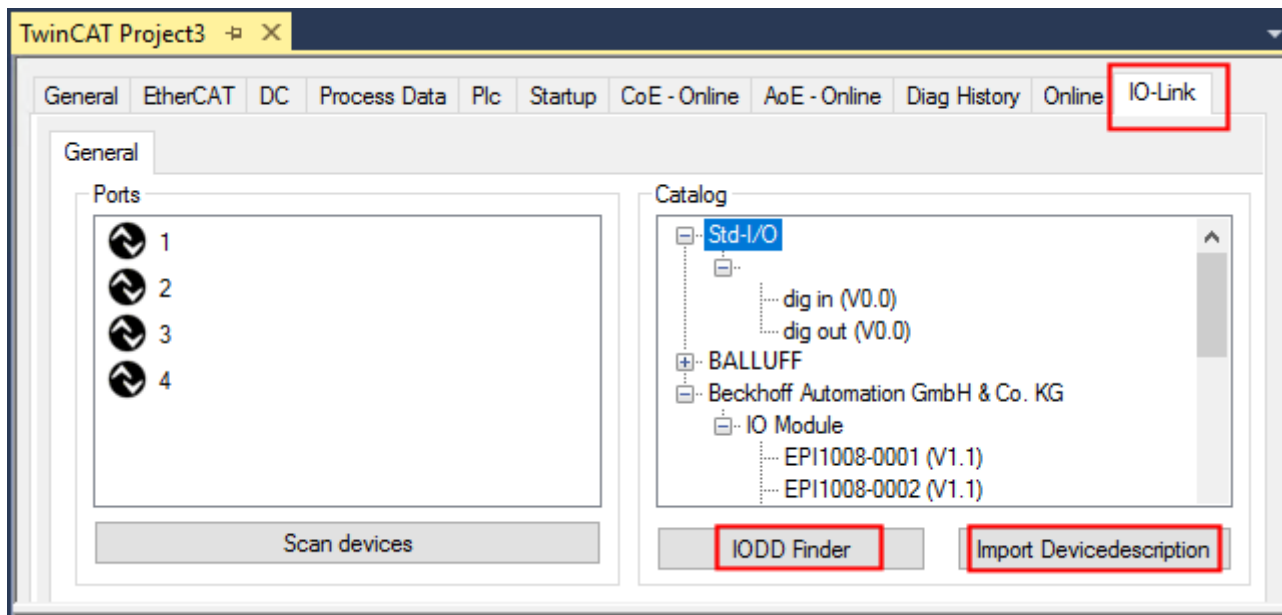 TwinCAT Project3
General EtherCAT DC Process Data Plc Startup CoE - Online AoE - Online Diag History Online IO-Link
General
Ports
1
2
3
4
Scan devices
Catalog
Std-I/O
dig in (V0.0)
dig out (V0.0)
BALLUFF
Beckhoff Automation GmbH & Co. KG
IO Module
EPI1008-0001 (V1.1)
EPI1008-0002 (V1.1)
IODD Finder
Import Devicedescription